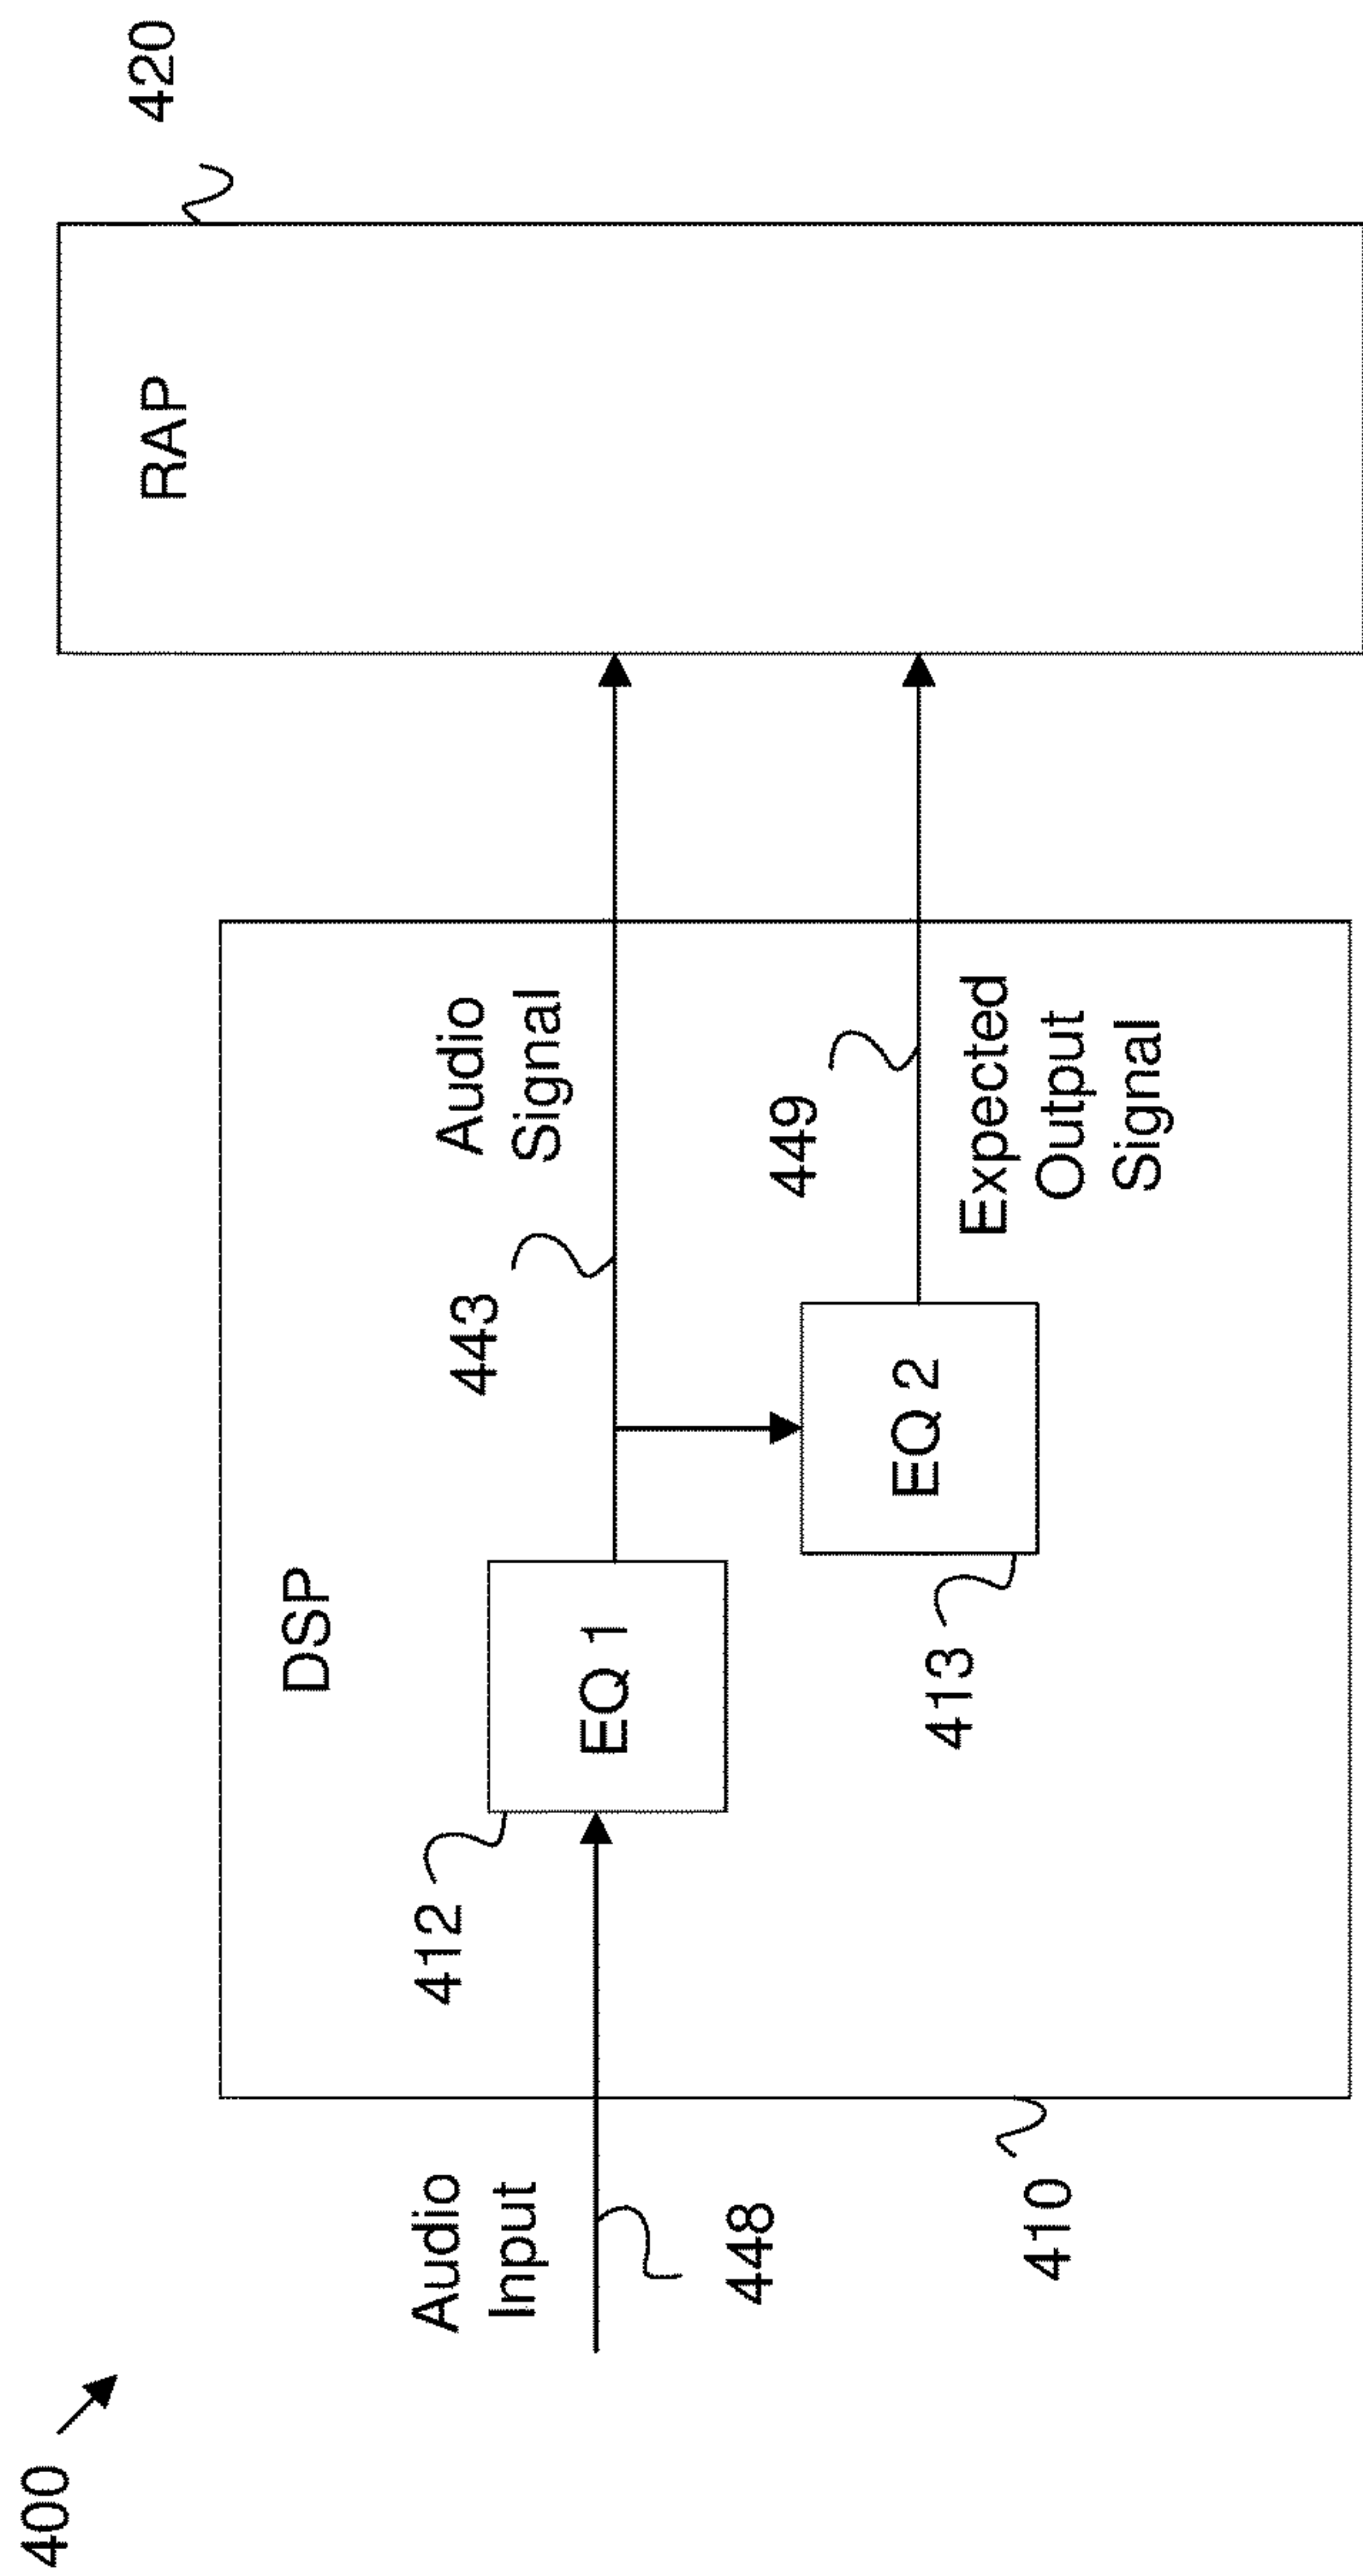 400
Audio
Input
448
410
DSP
412
EQ 1
413
EQ 2
443
Audio
Signal
449
Expected
Output
Signal
RAP
420